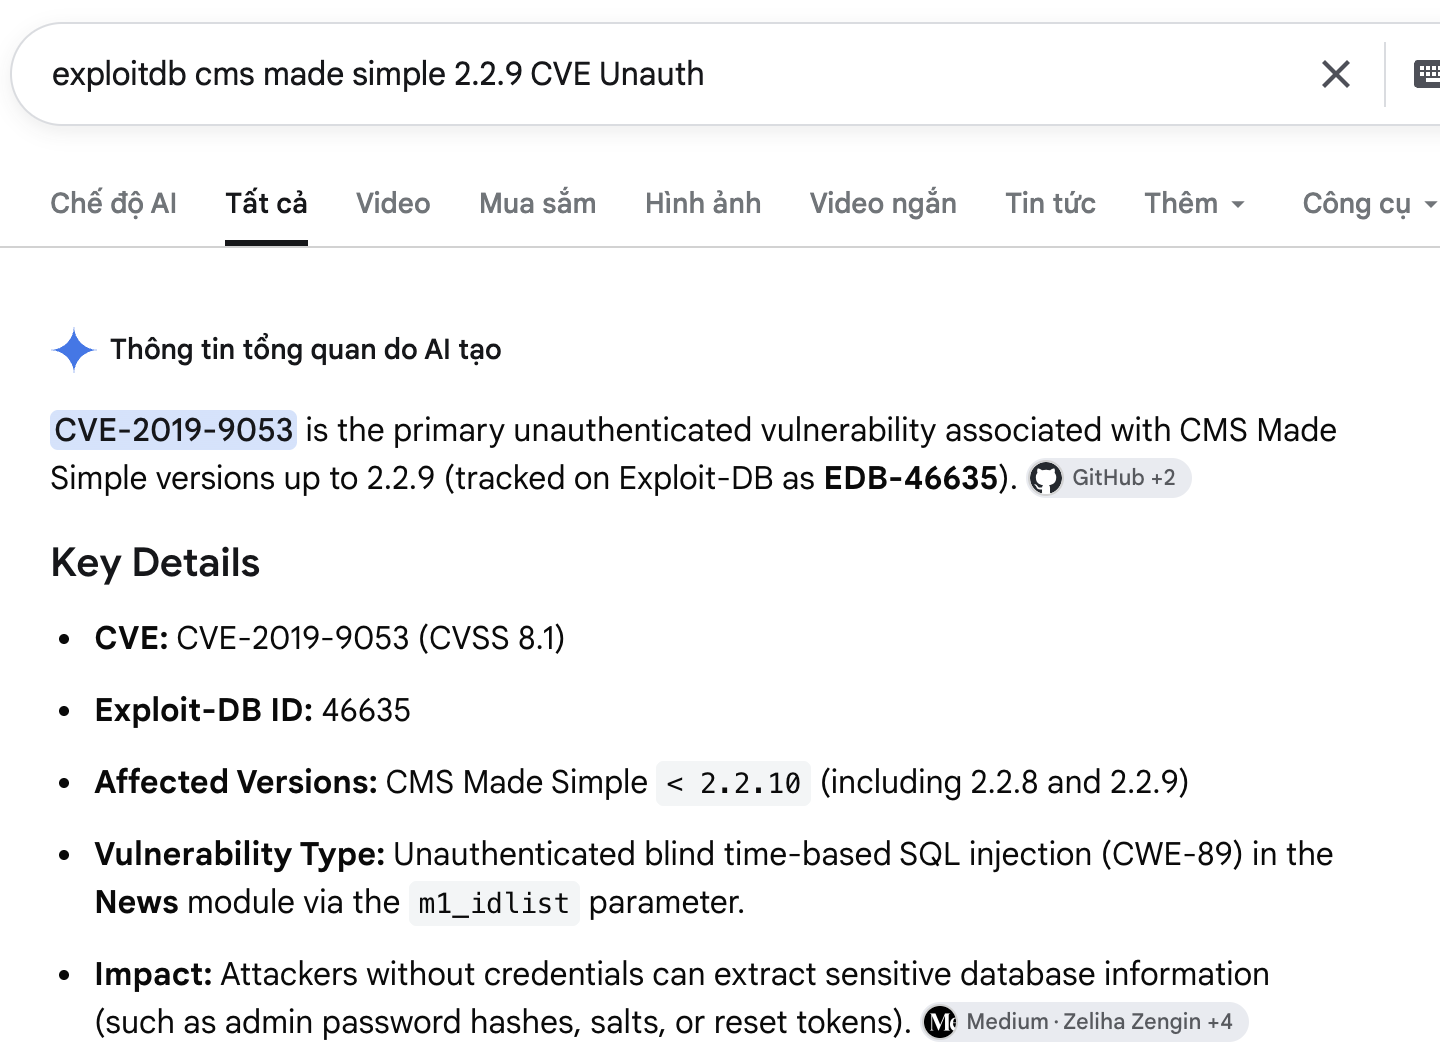 exploitdb cms made simple 2.2.9 CVE Unauth
Chế độ AI Tất cả Video Mua sắm Hình ảnh Video ngắn Tin tức Thêm Công cụ
Thông tin tổng quan do AI tạo
CVE-2019-9053 is the primary unauthenticated vulnerability associated with CMS Made
Simple versions up to 2.2.9 (tracked on Exploit-DB as EDB-46635). GitHub +2
Key Details
• CVE: CVE-2019-9053 (CVSS 8.1)
• Exploit-DB ID: 46635
• Affected Versions: CMS Made Simple < 2.2.10 (including 2.2.8 and 2.2.9)
• Vulnerability Type: Unauthenticated blind time-based SQL injection (CWE-89) in the
News module via the m1_idlist parameter.
• Impact: Attackers without credentials can extract sensitive database information
(such as admin password hashes, salts, or reset tokens). Medium · Zeliha Zengin +4